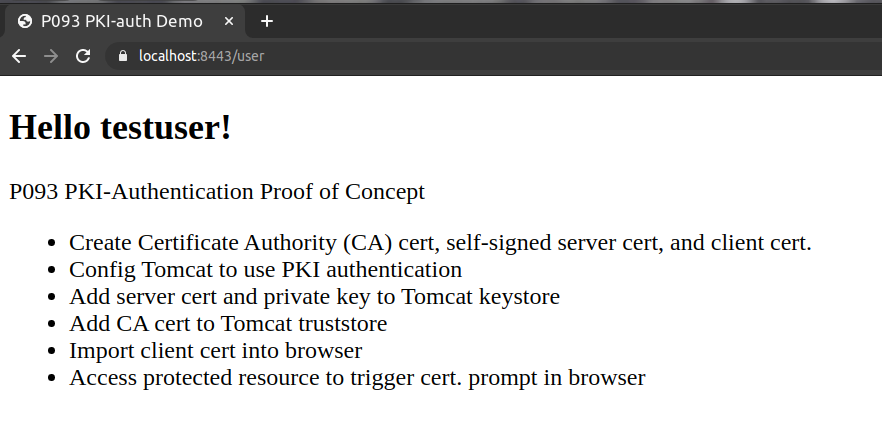 P093 PKI-auth Demo
localhost:8443/user
Hello testuser!
P093 PKI-Authentication Proof of Concept
• Create Certificate Authority (CA) cert, self-signed server cert, and client cert.
• Config Tomcat to use PKI authentication
• Add server cert and private key to Tomcat keystore
• Add CA cert to Tomcat truststore
• Import client cert into browser
• Access protected resource to trigger cert. prompt in browser